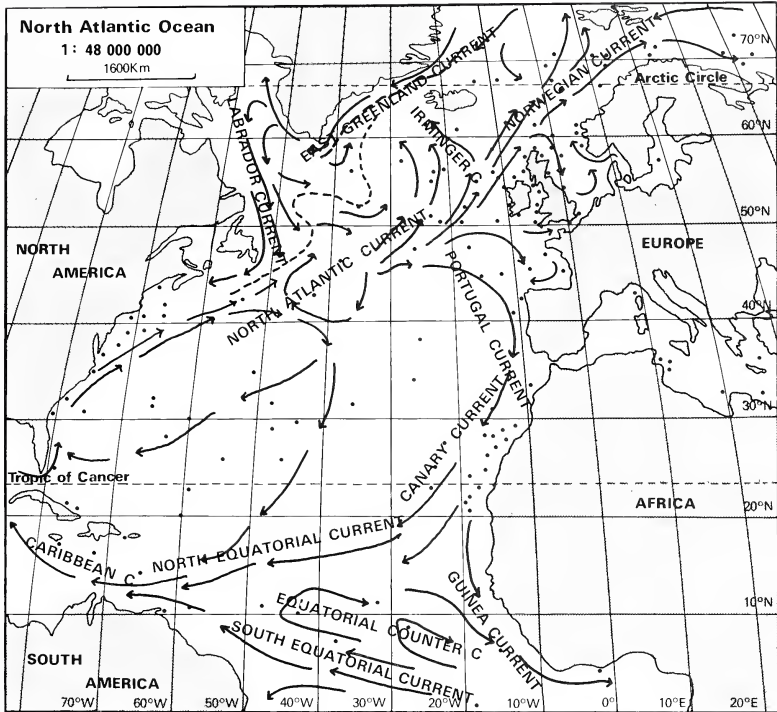 North Atlantic Ocean
1: 48 000 000
1600Km
70°N
Arctic Circle
60°N
50°N
40°N
30°N
Tropic of Cancer
20°N
10°N
EAST GREENLAND CURRENT
NORWEGIAN CURRENT
IRMINGER C
LABRADOR CURRENT
NORTH
AMERICA
EUROPE
NORTH ATLANTIC CURRENT
PORTUGAL CURRENT
CANARY CURRENT
AFRICA
NORTH EQUATORIAL CURRENT
CARIBBEAN C
GUINEA CURRENT
EQUATORIAL COUNTER C
SOUTH EQUATORIAL CURRENT
SOUTH
AMERICA
70°W
60°W
50°W
40°W
30°W
20°W
10°W
0°
10°E
20°E